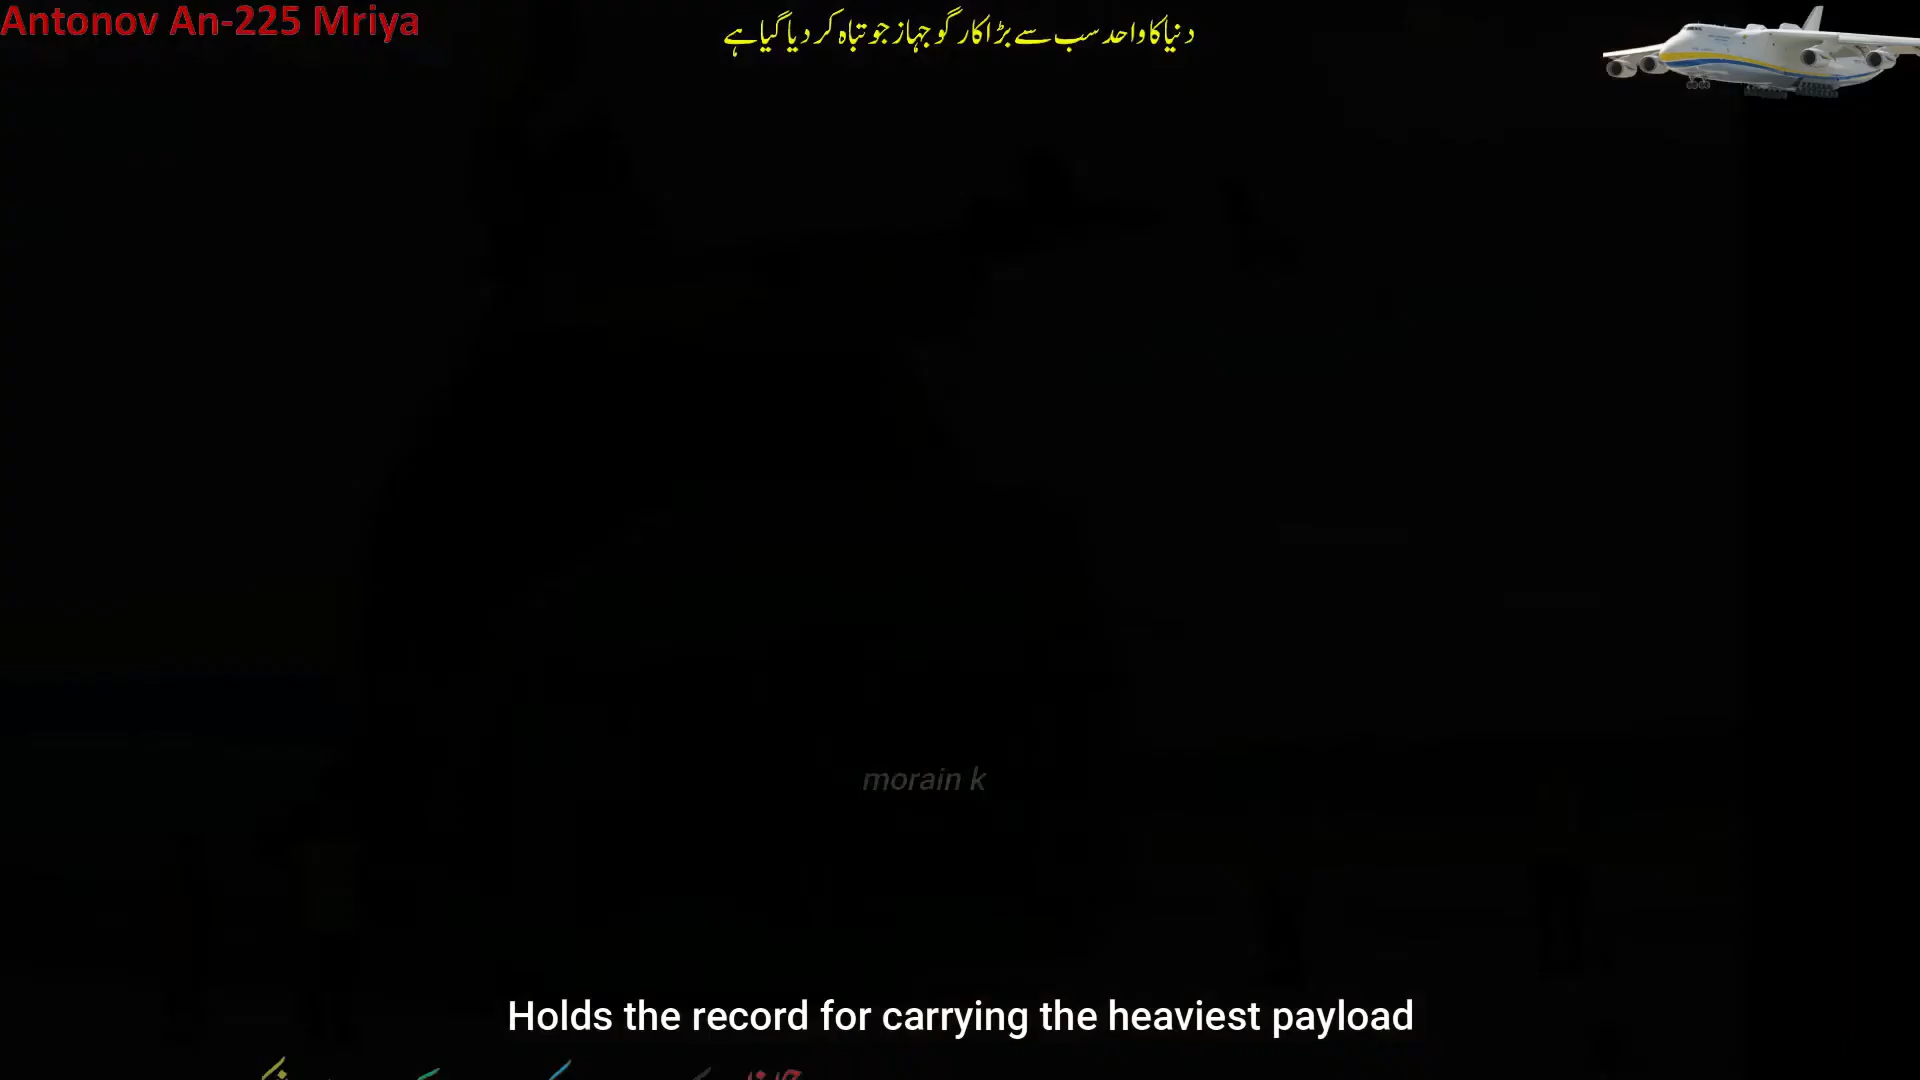 Antonov An-225 Mriya
دنیا کا واحد سب سے بڑا کارگو جہاز جو تباہ کر دیا گیا ہے
morain k
Holds the record for carrying the heaviest payload